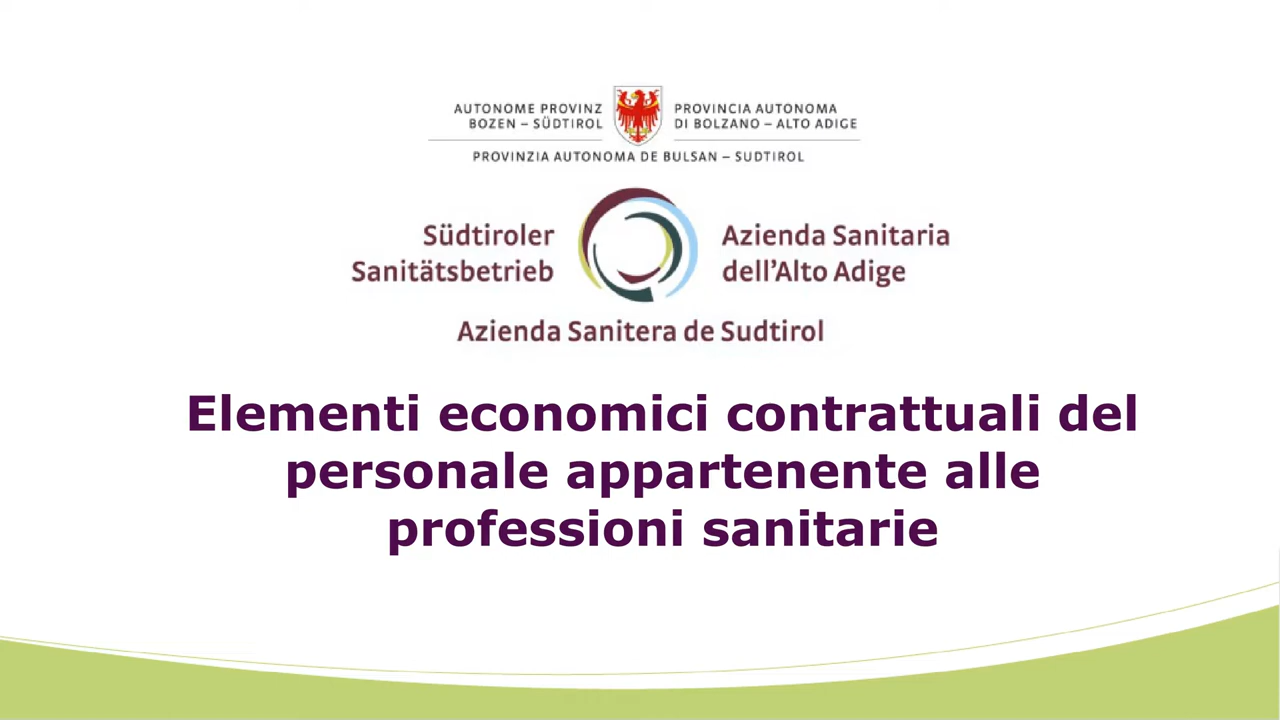 AUTONOME PROVINZ
BOZEN – SÜDTIROL
PROVINCIA AUTONOMA
DI BOLZANO – ALTO ADIGE
PROVINZIA AUTONOMA DE BULSAN – SUDTIROL
Südtiroler
Sanitätsbetrieb
Azienda Sanitaria
dell’Alto Adige
Azienda Sanitera de Sudtirol
Elementi economici contrattuali del
personale appartenente alle
professioni sanitarie